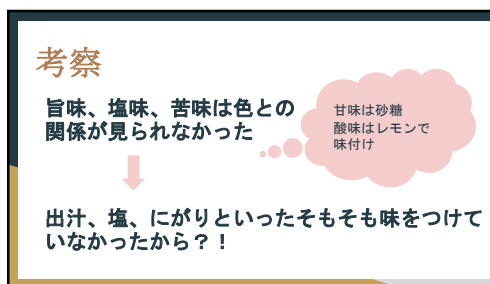 考察
旨味、塩味、苦味は色との
関係が見られなかった
甘味は砂糖
酸味はレモンで
味付け
出汁、塩、にがりといったそもそも味をつけて
いなかったから？！